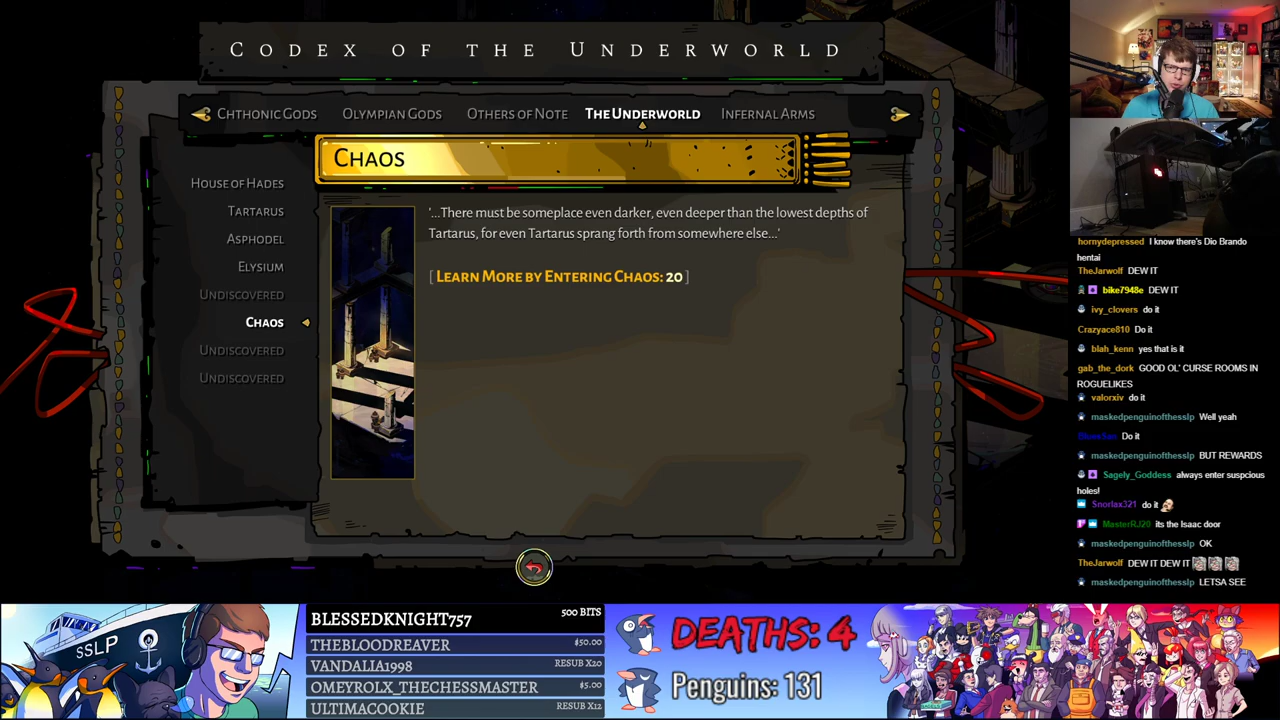 CODEX OF THE UNDERWORLD
CHTHONIC GODS
OLYMPIAN GODS
OTHERS OF NOTE
THE UNDERWORLD
INFERNAL ARMS
CHAOS
HOUSE OF HADES
TARTARUS
ASPHODEL
ELYSIUM
UNDISCOVERED
CHAOS
UNDISCOVERED
UNDISCOVERED
'...There must be someplace even darker, even deeper than the lowest depths of
Tartarus, for even Tartarus sprang forth from somewhere else...'
[ LEARN MORE BY ENTERING CHAOS: 20 ]
hornydepressed I know there's Dio Brando
hentai
TheJarwolf DEW IT
bike7948e DEW IT
ivy_clovers do it
Crazyace810 Do it
blah_kenn yes that is it
gab_the_dork GOOD OL' CURSE ROOMS IN
ROGUELIKES
valorxiv do it
maskedpenguinofthesslp Well yeah
Do it
maskedpenguinofthesslp BUT REWARDS
Sagely_Goddess always enter suspcious
holes!
Snorlax321 do it
MasterRJ20 its the Isaac door
maskedpenguinofthesslp OK
TheJarwolf DEW IT DEW IT
maskedpenguinofthesslp LETSA SEE
SSLP
BLESSEDKNIGHT757 500 BITS
THEBLOODREAVER $50.00
VANDALIA1998 RESUB X20
OMEYROLX_THECHESSMASTER $5.00
ULTIMACOOKIE RESUB X12
DEATHS: 4
Penguins: 131